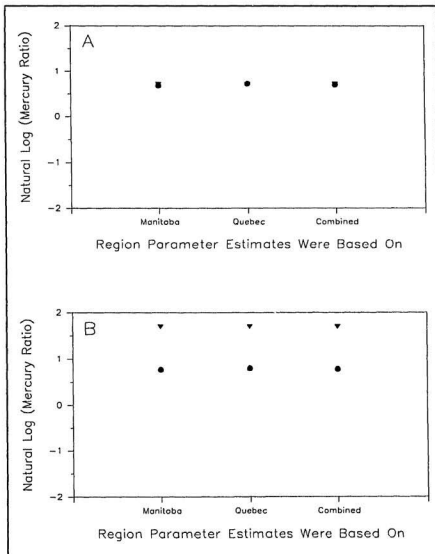 A
Natural Log (Mercury Ratio)
2
1
0
-1
-2
Manitoba Quebec Combined
Region Parameter Estimates Were Based On
B
Natural Log (Mercury Ratio)
2
1
0
-1
-2
Manitoba Quebec Combined
Region Parameter Estimates Were Based On